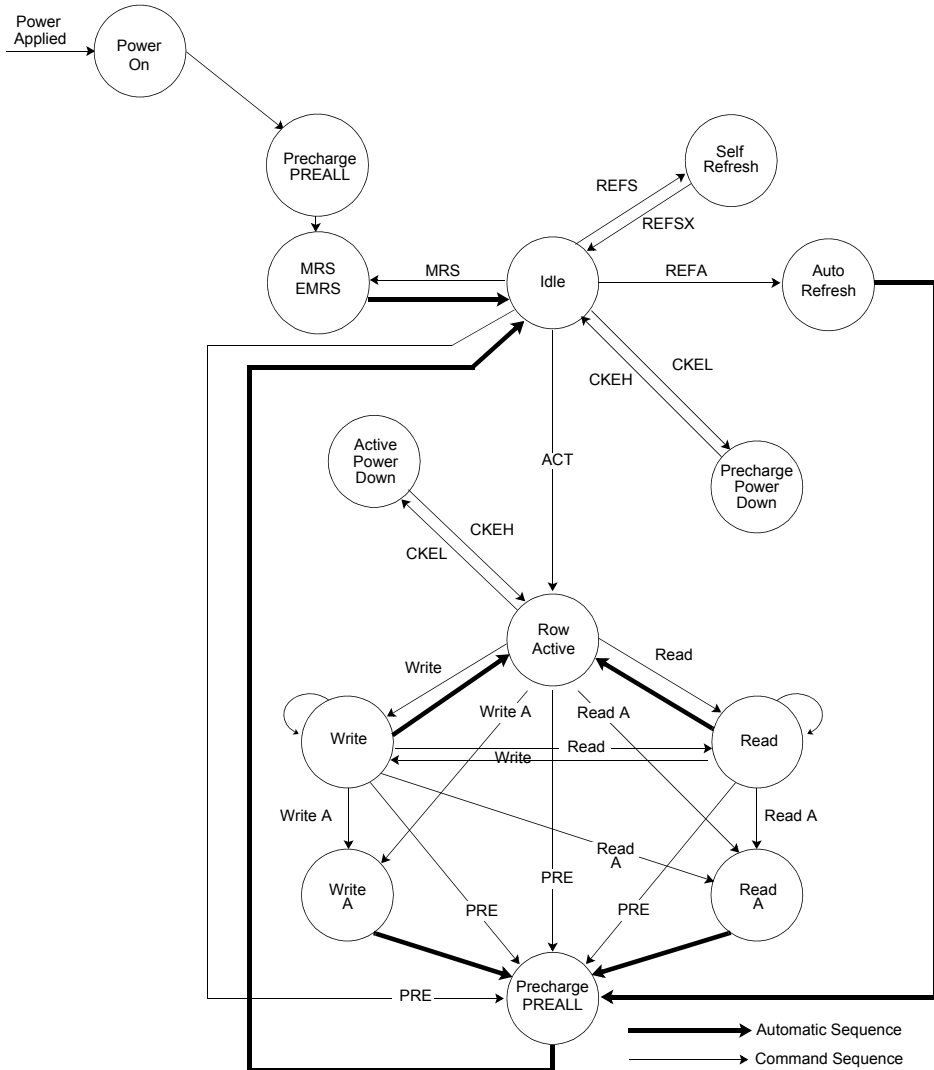 Power
Applied
Power
On
Precharge
PREALL
Self
Refresh
REFS
REFSX
MRS
EMRS
MRS
Idle
REFA
Auto
Refresh
CKEL
CKEH
Active
Power
Down
ACT
Precharge
Power
Down
CKEH
CKEL
Row
Active
Write
Read
Write A
Read A
Write
Read
Write
Read
Write A
Read A
Read
A
Write
A
PRE
PRE
PRE
Read
A
Precharge
PREALL
PRE
Automatic Sequence
Command Sequence